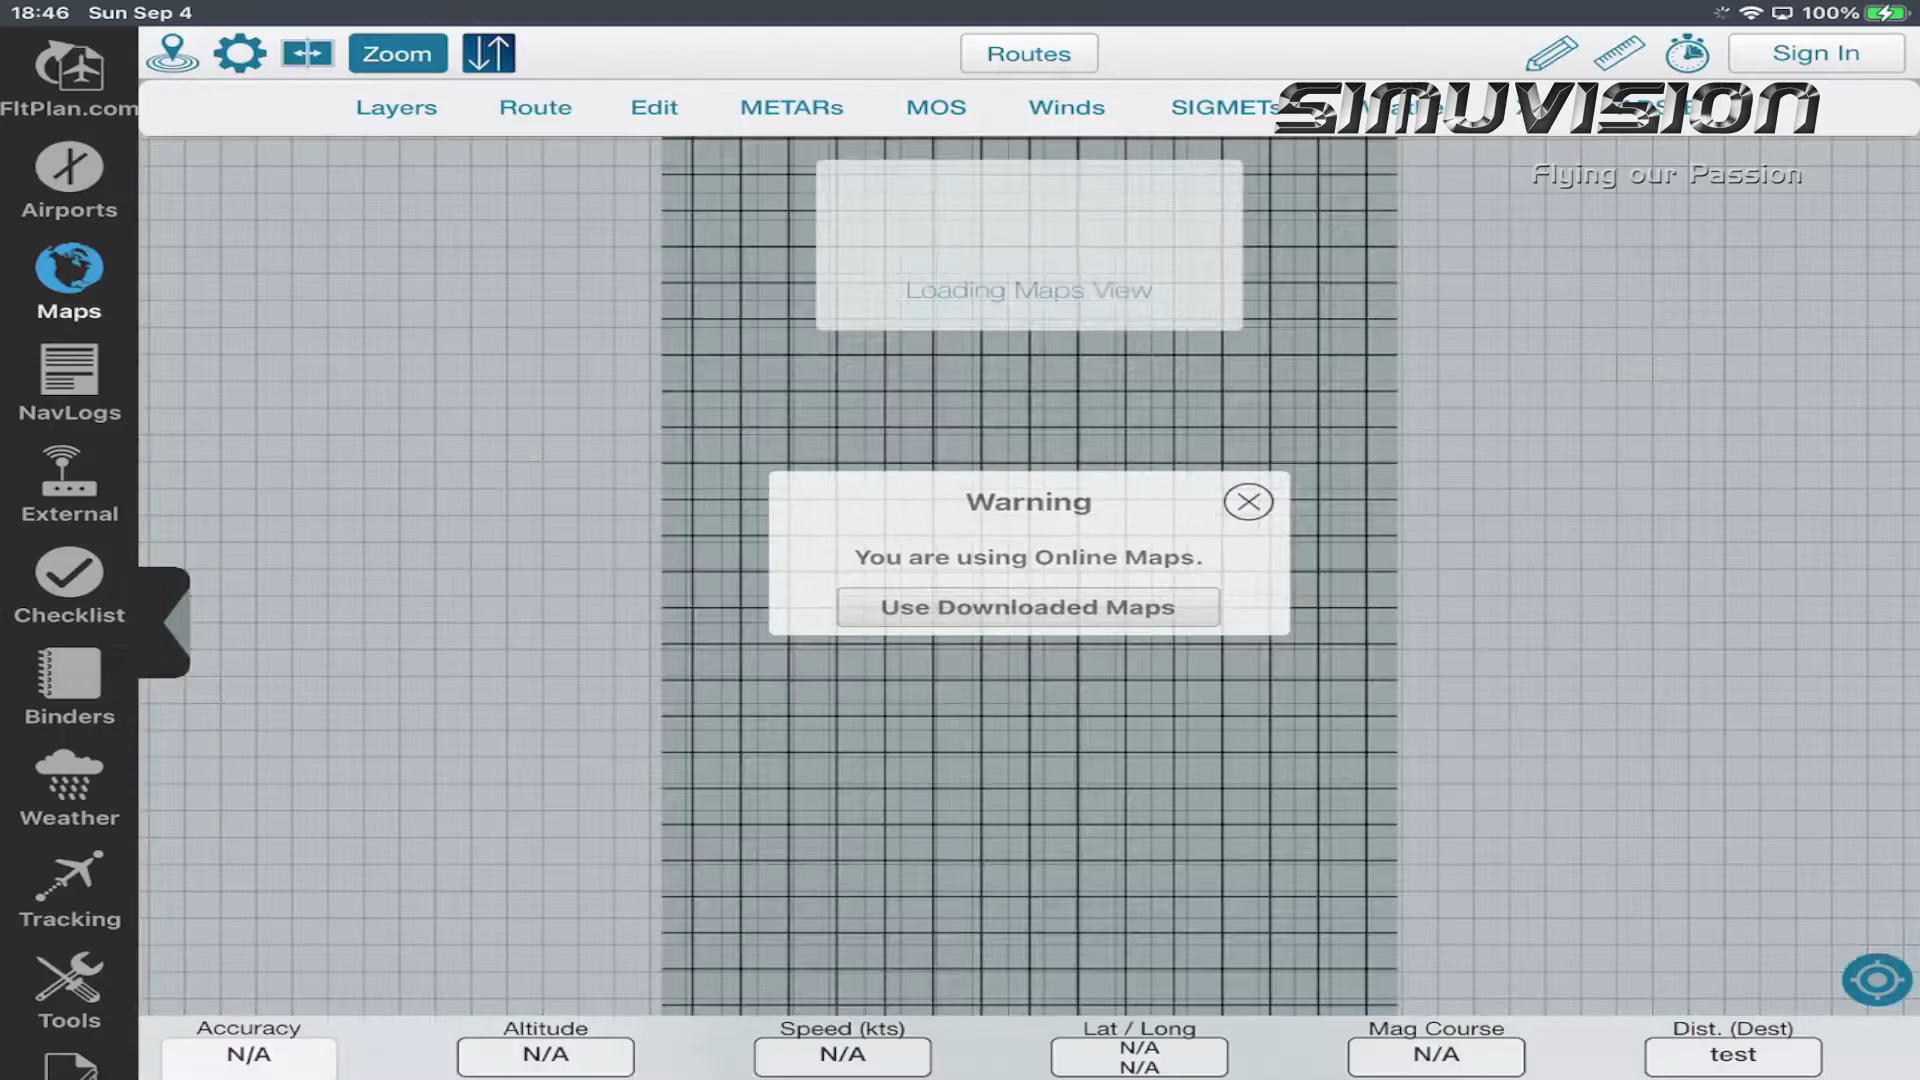 18:46 Sun Sep 4
100%
FltPlan.com
Zoom
Routes
Sign In
Layers Route Edit METARs MOS Winds SIGMETs
SIMUVISION
Flying our Passion
Airports
Maps
NavLogs
External
Checklist
Binders
Weather
Tracking
Tools
Loading Maps View
Warning
You are using Online Maps.
Use Downloaded Maps
Accuracy Altitude Speed (kts) Lat / Long Mag Course Dist. (Dest)
N/A N/A N/A N/A N/A test
N/A